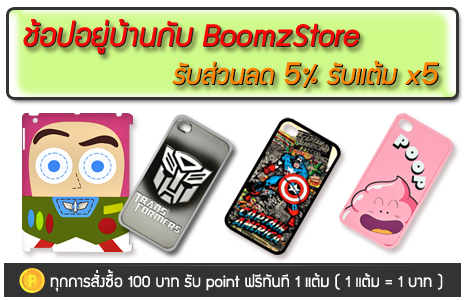 ช้อปอยู่บ้านกับ BoomzStore
รับส่วนลด 5% รับแต้ม x5
TRANS
FORMERS
CAPTAIN
AMERICA
POOP
ทุกการสั่งซื้อ 100 บาท รับ point ฟรีทันที 1 แต้ม ( 1 แต้ม = 1 บาท )